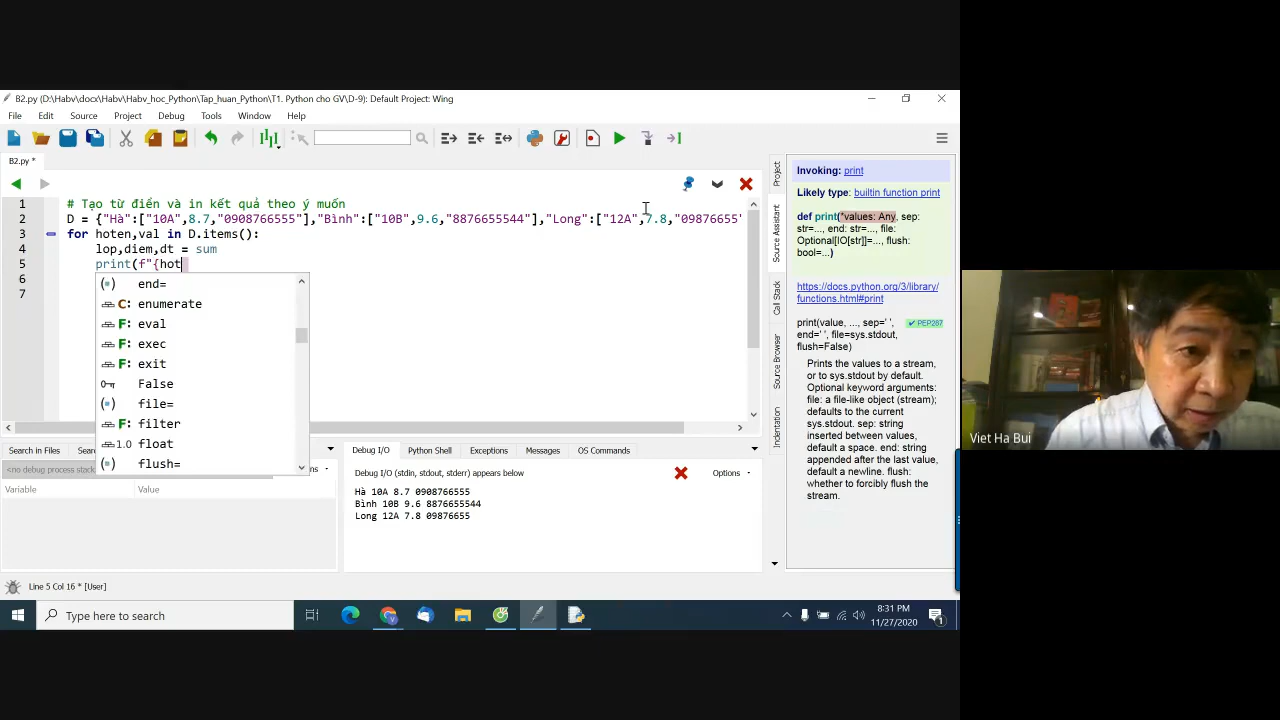 B2.py (D:\Habv\docx\Habv\Habv_hoc_Python\Tap_huan_Python\T1. Python cho GV\D-9): Default Project: Wing
File Edit Source Project Debug Tools Window Help
B2.py *
1 # Tạo từ điển và in kết quả theo ý muốn
2 D = {"Hà":["10A",8.7,"0908766555"],"Bình":["10B",9.6,"8876655544"],"Long":["12A",7.8,"09876655"
3 for hoten,val in D.items():
4 lop,diem,dt = sum
5 print(f"{hot
6
7
end=
C: enumerate
F: eval
F: exec
F: exit
False
file=
F: filter
1.0 float
flush=
Project
Source Assistant
Call Stack
Source Browser
Indentation
Invoking: print
Likely type: builtin function print
def print(*values: Any, sep:
str=..., end: str=..., file:
Optional[IO[str]]=..., flush:
bool=...)
https://docs.python.org/3/library/
functions.html#print
print(value, ..., sep=' ',
end=' ', file=sys.stdout,
flush=False)
✔ PEP287
Prints the values to a stream,
or to sys.stdout by default.
Optional keyword arguments:
file: a file-like object (stream);
defaults to the current
sys.stdout. sep: string
inserted between values,
default a space. end: string
appended after the last value,
default a newline. flush:
whether to forcibly flush the
stream.
Search in Files
Variable Value
Debug I/O Python Shell Exceptions Messages OS Commands
Debug I/O (stdin, stdout, stderr) appears below
Options
Hà 10A 8.7 0908766555
Bình 10B 9.6 8876655544
Long 12A 7.8 09876655
Line 5 Col 16 * [User]
Type here to search
8:31 PM
11/27/2020
1
Viet Ha Bui